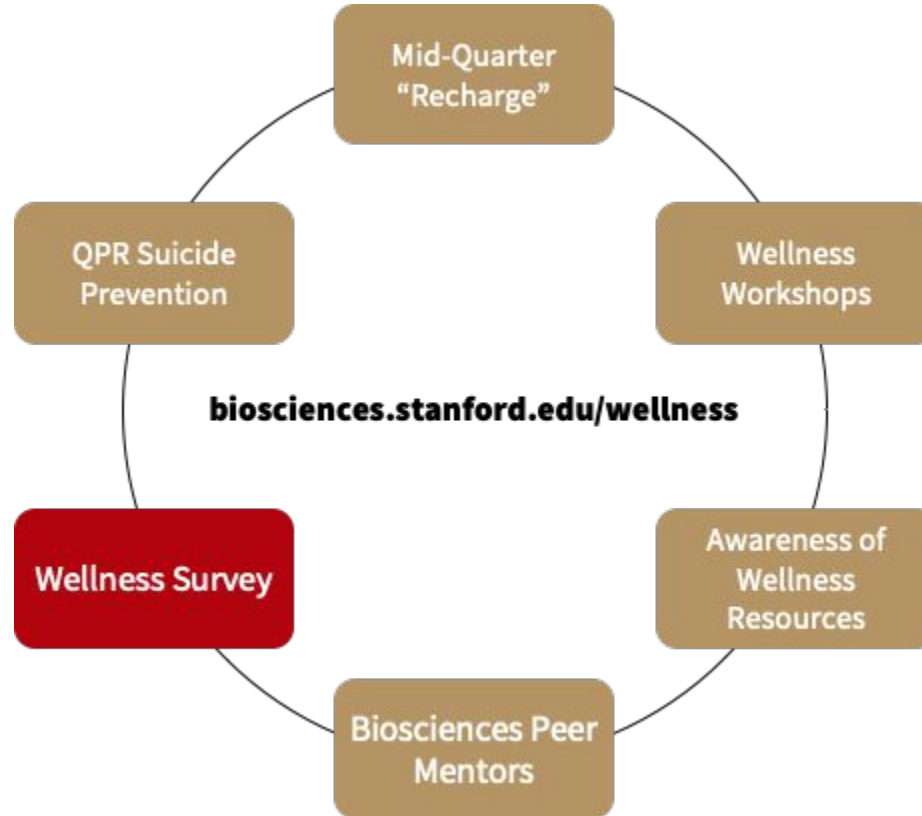 Mid-Quarter
“Recharge”
QPR Suicide
Prevention
Wellness
Workshops
biosciences.stanford.edu/wellness
Wellness Survey
Awareness of
Wellness
Resources
Biosciences Peer
Mentors